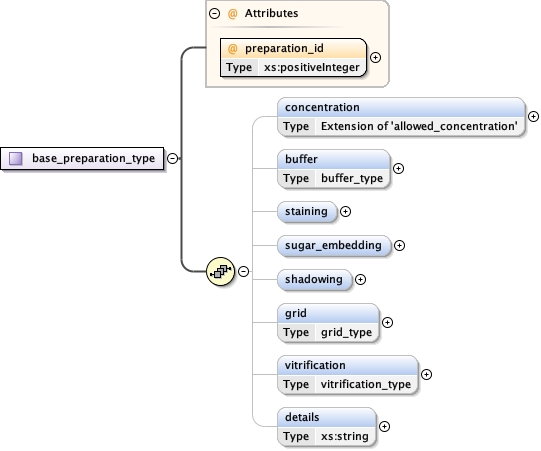 @ Attributes
@ preparation_id
Type xs:positiveInteger
base_preparation_type
concentration
Type Extension of 'allowed_concentration'
buffer
Type buffer_type
staining
sugar_embedding
shadowing
grid
Type grid_type
vitrification
Type vitrification_type
details
Type xs:string